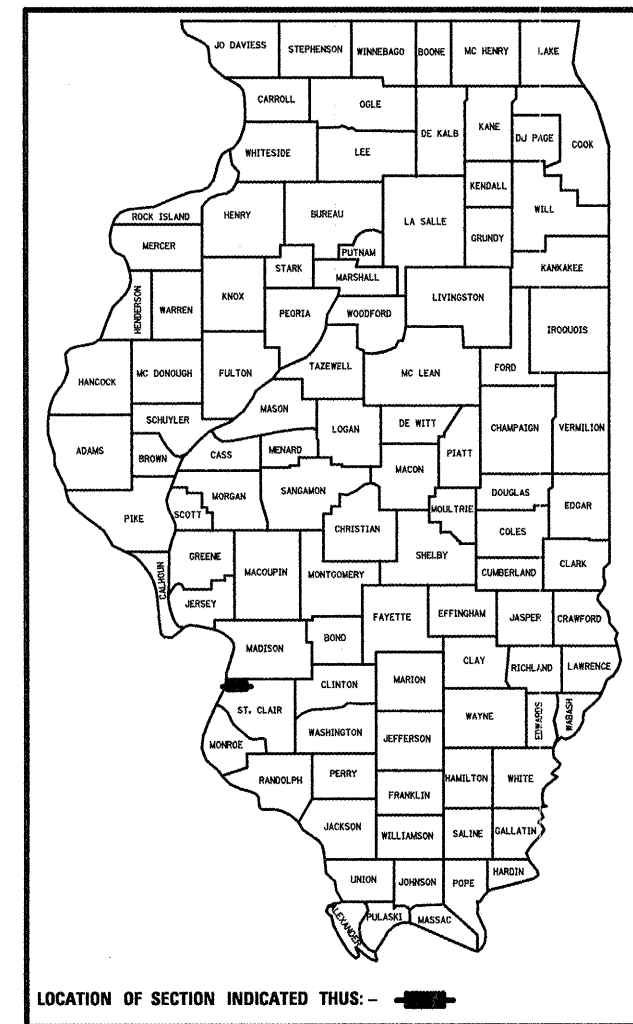 JO DAVIESS STEPHENSON WINNEBAGO BOONE MC HENRY LAKE
CARROLL OGLE DE KALB KANE DJ PAGE COOK
WHITESIDE LEE
KENDALL
ROCK ISLAND HENRY BUREAU LA SALLE GRUNDY WILL
MERCER PUTNAM
STARK MARSHALL KANKAKEE
HENDERSON WARREN KNOX PEORIA WOODFORD LIVINGSTON IROQUOIS
HANCOCK MC DONOUGH FULTON TAZEWELL MC LEAN FORD
SCHUYLER MASON LOGAN DE WITT CHAMPAIGN VERMILION
ADAMS BROWN CASS MENARD MACON PIATT
PIKE SCOTT MORGAN SANGAMON MOULTRIE DOUGLAS EDGAR
CHRISTIAN COLES
GREENE MACOUPIN MONTGOMERY SHELBY CUMBERLAND CLARK
CALHOUN JERSEY FAYETTE EFFINGHAM JASPER CRAWFORD
MADISON BOND
CLAY RICHLAND LAWRENCE
CLINTON MARION
ST. CLAIR WAYNE EDWARDS WABASH
MONROE WASHINGTON JEFFERSON
RANDOLPH PERRY HAMILTON WHITE
FRANKLIN
JACKSON WILLIAMSON SALINE GALLATIN
UNION JOHNSON POPE HARDIN
ALEXANDER PULASKI MASSAC
LOCATION OF SECTION INDICATED THUS: –